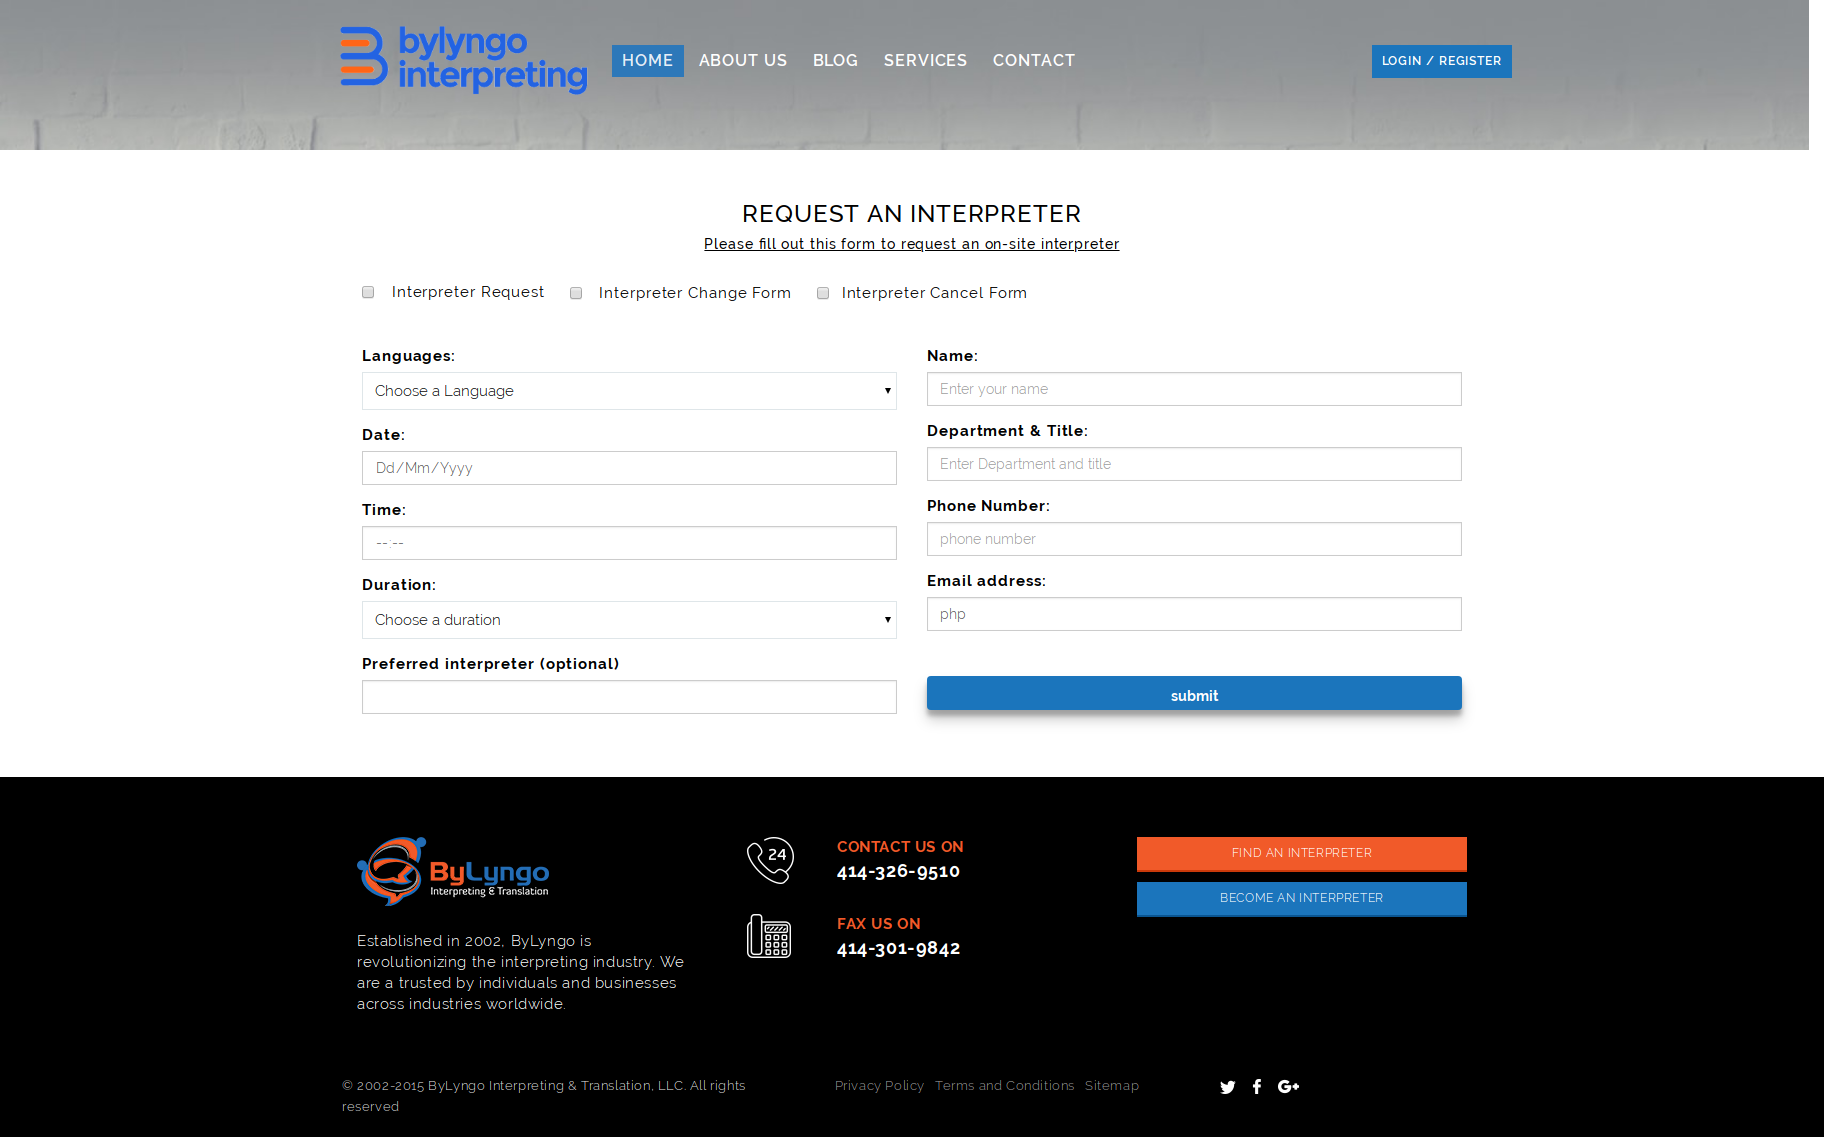 bylyngo
interpreting
HOME ABOUT US BLOG SERVICES CONTACT
LOGIN / REGISTER
REQUEST AN INTERPRETER
Please fill out this form to request an on-site interpreter
Interpreter Request Interpreter Change Form Interpreter Cancel Form
Languages:
Choose a Language
Date:
Dd/Mm/Yyyy
Time:
--:--
Duration:
Choose a duration
Preferred interpreter (optional)
Name:
Enter your name
Department & Title:
Enter Department and title
Phone Number:
phone number
Email address:
php
submit
ByLyngo
Interpreting & Translation
Established in 2002, ByLyngo is
revolutionizing the interpreting industry. We
are a trusted by individuals and businesses
across industries worldwide.
24
CONTACT US ON
414-326-9510
FAX US ON
414-301-9842
FIND AN INTERPRETER
BECOME AN INTERPRETER
© 2002-2015 ByLyngo Interpreting & Translation, LLC. All rights
reserved
Privacy Policy Terms and Conditions Sitemap